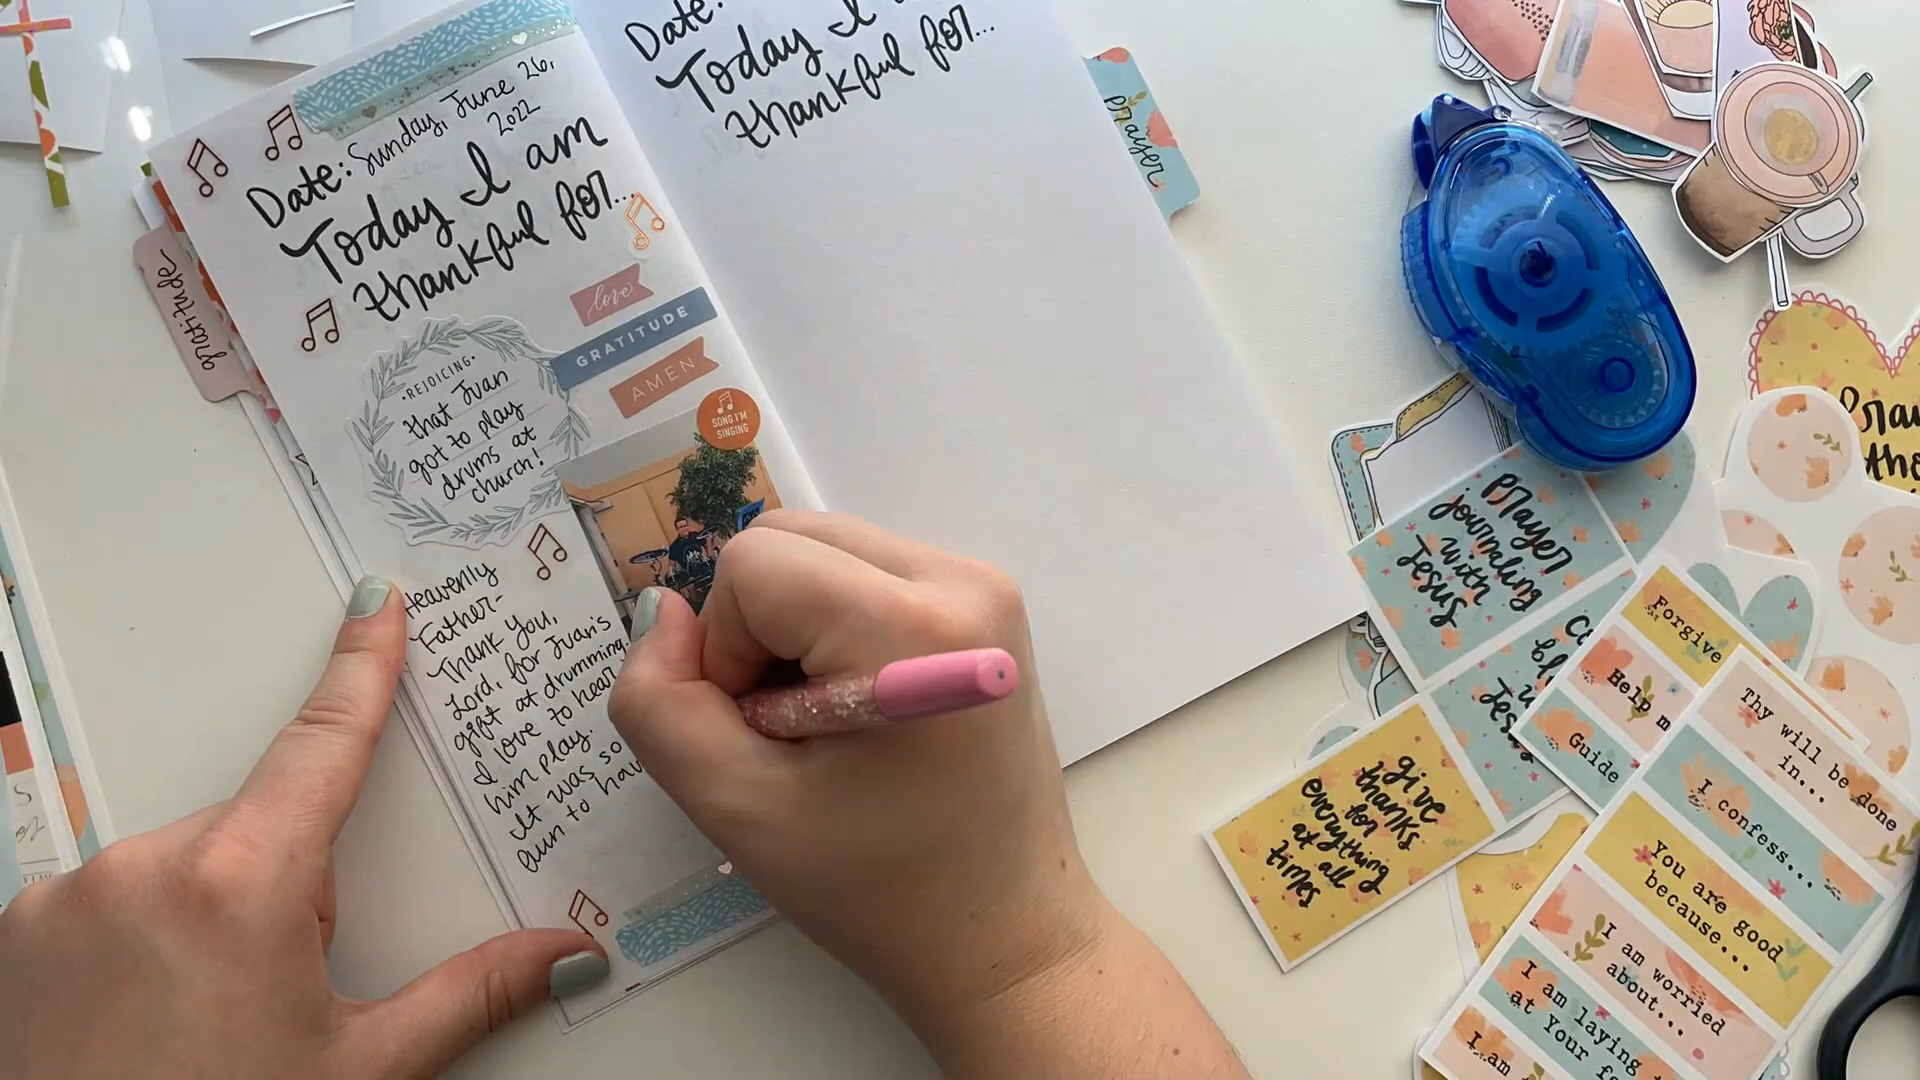 Date: Sunday, June 26,
2022
Today I am
thankful for...
love
GRATITUDE
AMEN
·REJOICING·
that Juan
got to play
drums at
church!
SONG I'M
SINGING
Heavenly
Father-
Thank you,
Lord, for Juan's
gift at drumming.
I love to hear
him play.
It was so
fun to hav
gratitude
Date:
Today I
thankful for...
Prayer
Prayer
journaling
with
Jesus
Jesus
give
thanks
for
everything
at all
times
Forgive
Help m
Guide
Thy will be done
in...
I confess...
You are good
because...
I am worried
about...
I am laying
at Your
I am